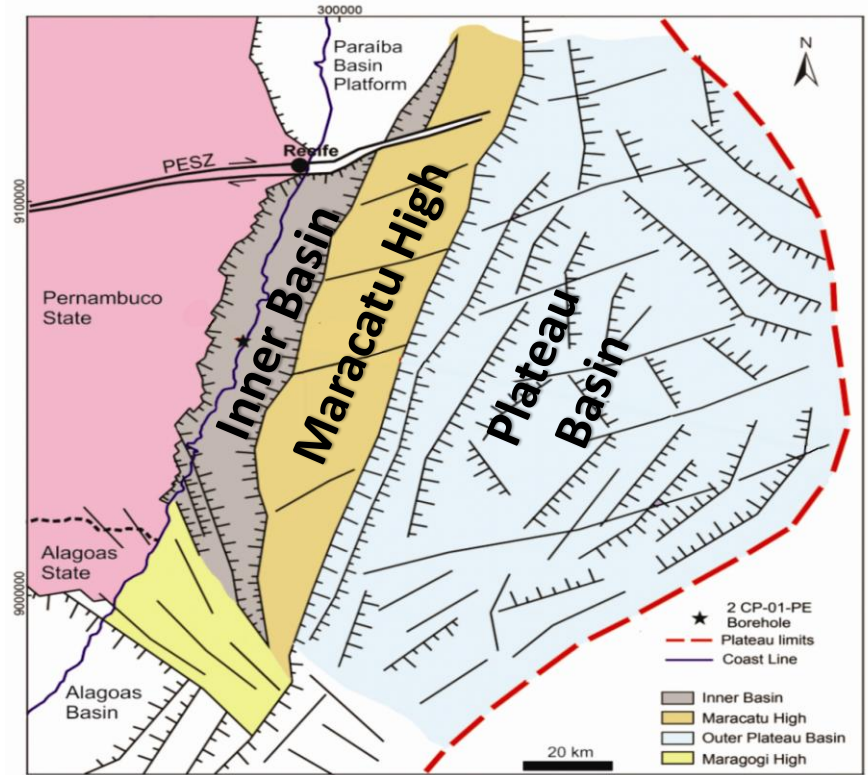 300000
Paraíba
Basin
Platform
N
Recife
PESZ
9100000
Pernambuco
State
Inner Basin
Maracatu High
Plateau
Basin
Alagoas
State
9000000
Alagoas
Basin
2 CP-01-PE
Borehole
Plateau limits
Coast Line
Inner Basin
Maracatu High
Outer Plateau Basin
Maragogi High
20 km